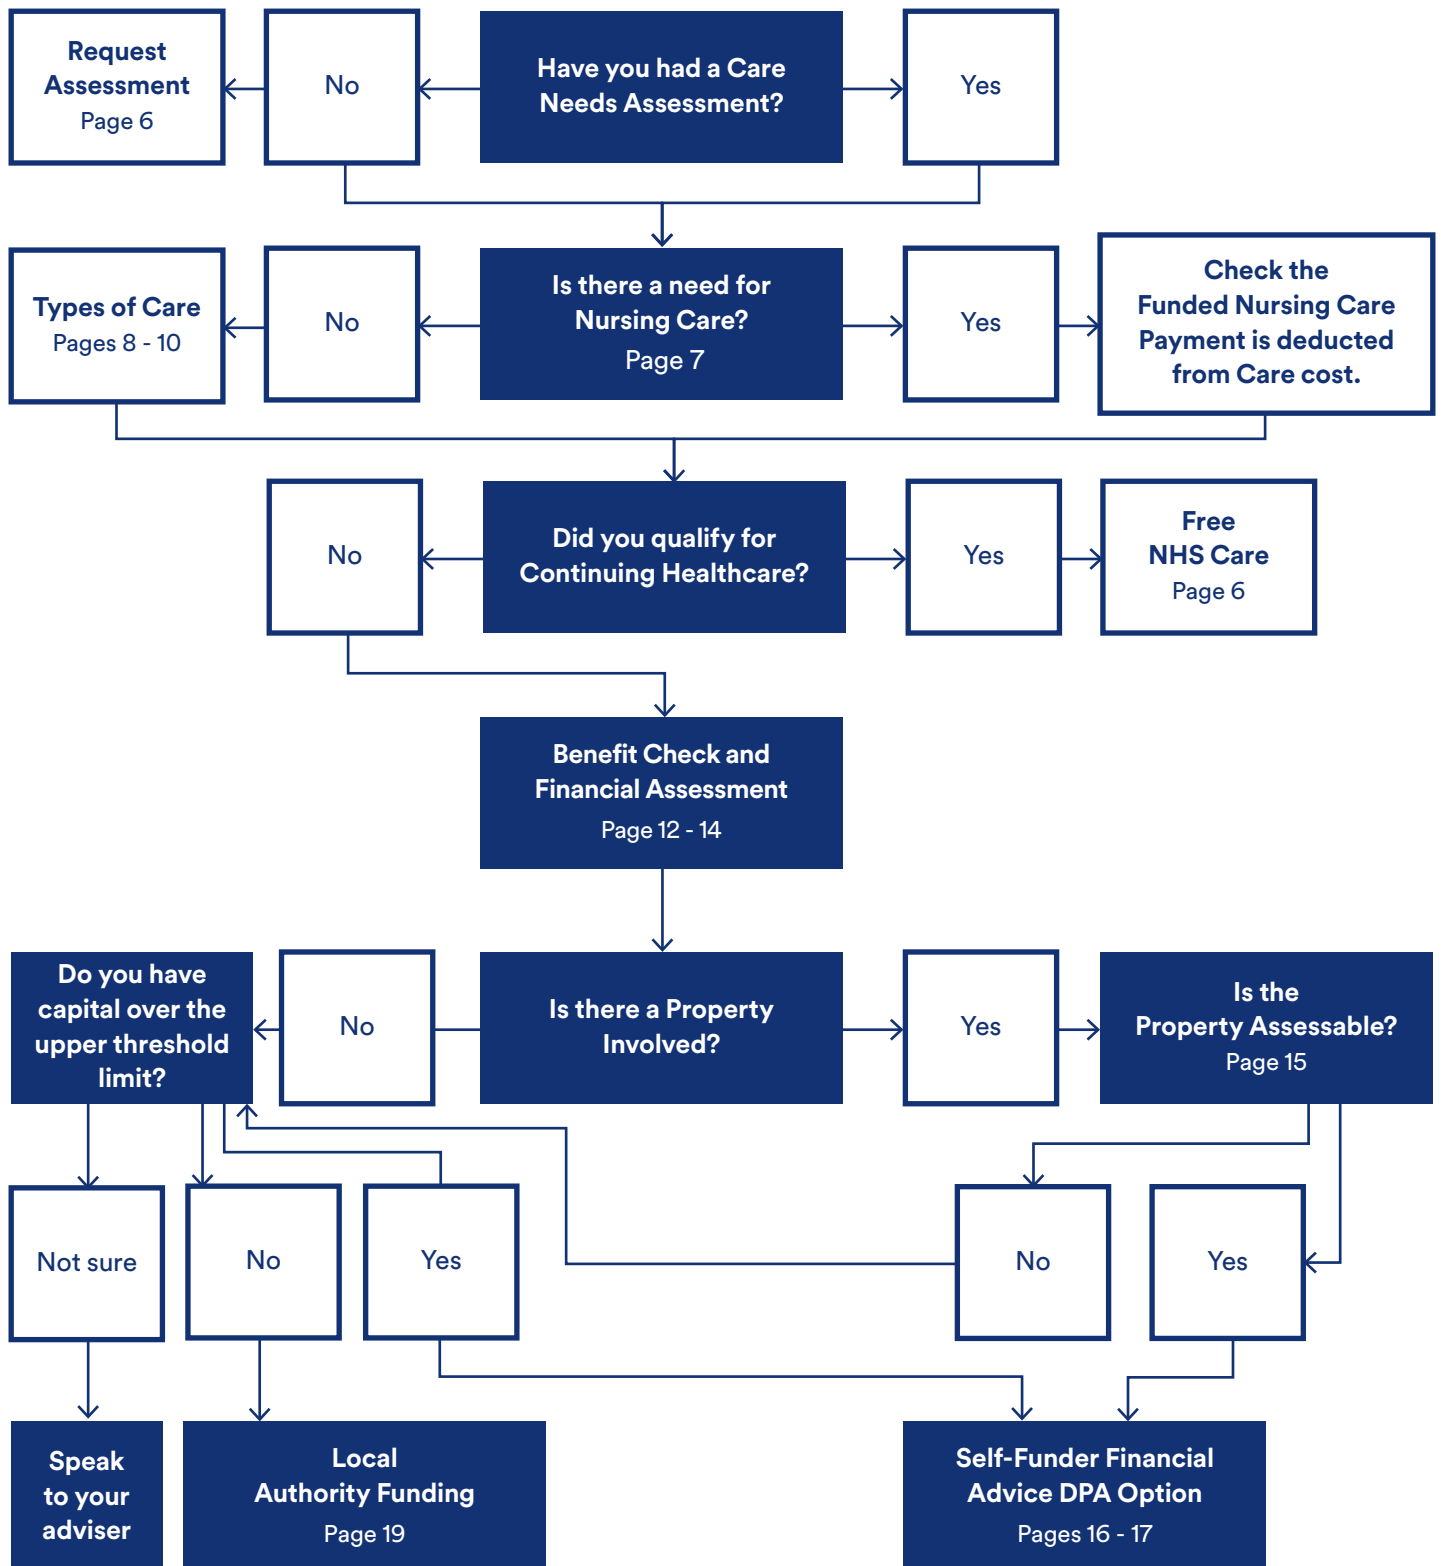 Request
Assessment
Page 6
No
Have you had a Care
Needs Assessment?
Yes
Types of Care
Pages 8 - 10
No
Is there a need for
Nursing Care?
Page 7
Yes
Check the
Funded Nursing Care
Payment is deducted
from Care cost.
No
Did you qualify for
Continuing Healthcare?
Yes
Free
NHS Care
Page 6
Benefit Check and
Financial Assessment
Page 12 - 14
Do you have
capital over the
upper threshold
limit?
No
Is there a Property
Involved?
Yes
Is the
Property Assessable?
Page 15
Not sure
No
Yes
No
Yes
Speak
to your
adviser
Local
Authority Funding
Page 19
Self-Funder Financial
Advice DPA Option
Pages 16 - 17